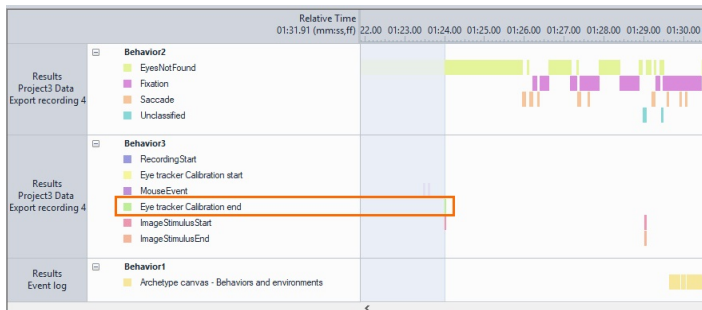 Relative Time
01:31.91 (mm:ss,ff) 22.00 01:23.00 01:24.00 01:25.00 01:26.00 01:27.00 01:28.00 01:29.00 01:30.00
Results
Project3 Data
Export recording 4
Behavior2
EyesNotFound
Fixation
Saccade
Unclassified
Results
Project3 Data
Export recording 4
Behavior3
RecordingStart
Eye tracker Calibration start
MouseEvent
Eye tracker Calibration end
ImageStimulusStart
ImageStimulusEnd
Results
Event log
Behavior1
Archetype canvas - Behaviors and environments